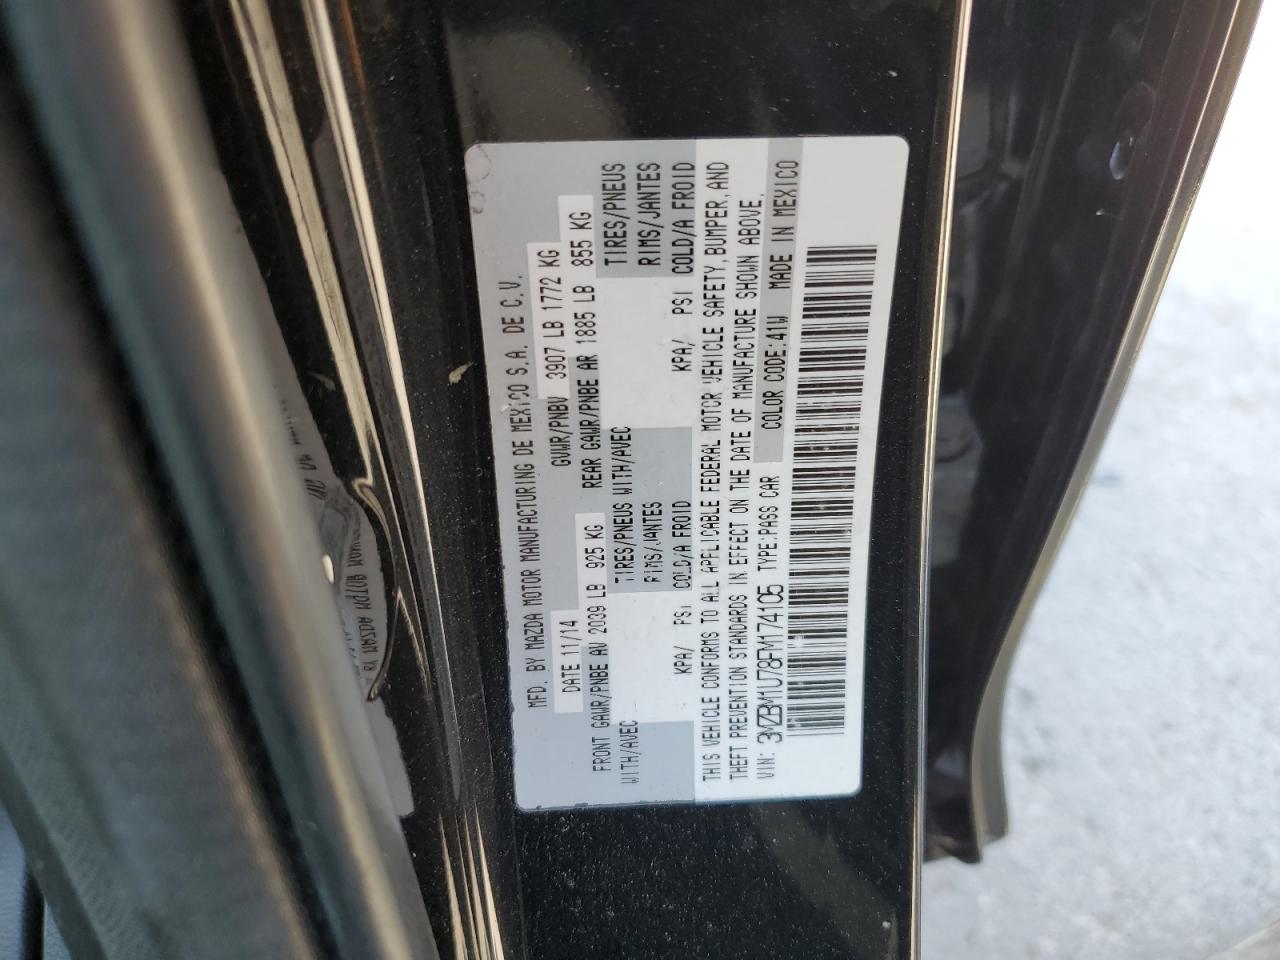 MFD. BY MAZDA MOTOR MANUFACTURING DE MEXICO S.A. DE C.V.
DATE 11/14 GVWR/PNBV 3907 LB 1772 KG
FRONT GAWR/PNBE AV 2039 LB 925 KG REAR GAWR/PNBE AR 1885 LB 855 KG
WITH/AVEC TIRES/PNEUS WITH/AVEC TIRES/PNEUS
RIMS/JANTES RIMS/JANTES
KPA/ PSI COLD/A FROID KPA/ PSI COLD/A FROID
THIS VEHICLE CONFORMS TO ALL APPLICABLE FEDERAL MOTOR VEHICLE SAFETY, BUMPER, AND
THEFT PREVENTION STANDARDS IN EFFECT ON THE DATE OF MANUFACTURE SHOWN ABOVE.
VIN: 3MZBM1U78FM174105 TYPE:PASS CAR COLOR CODE:41W MADE IN MEXICO